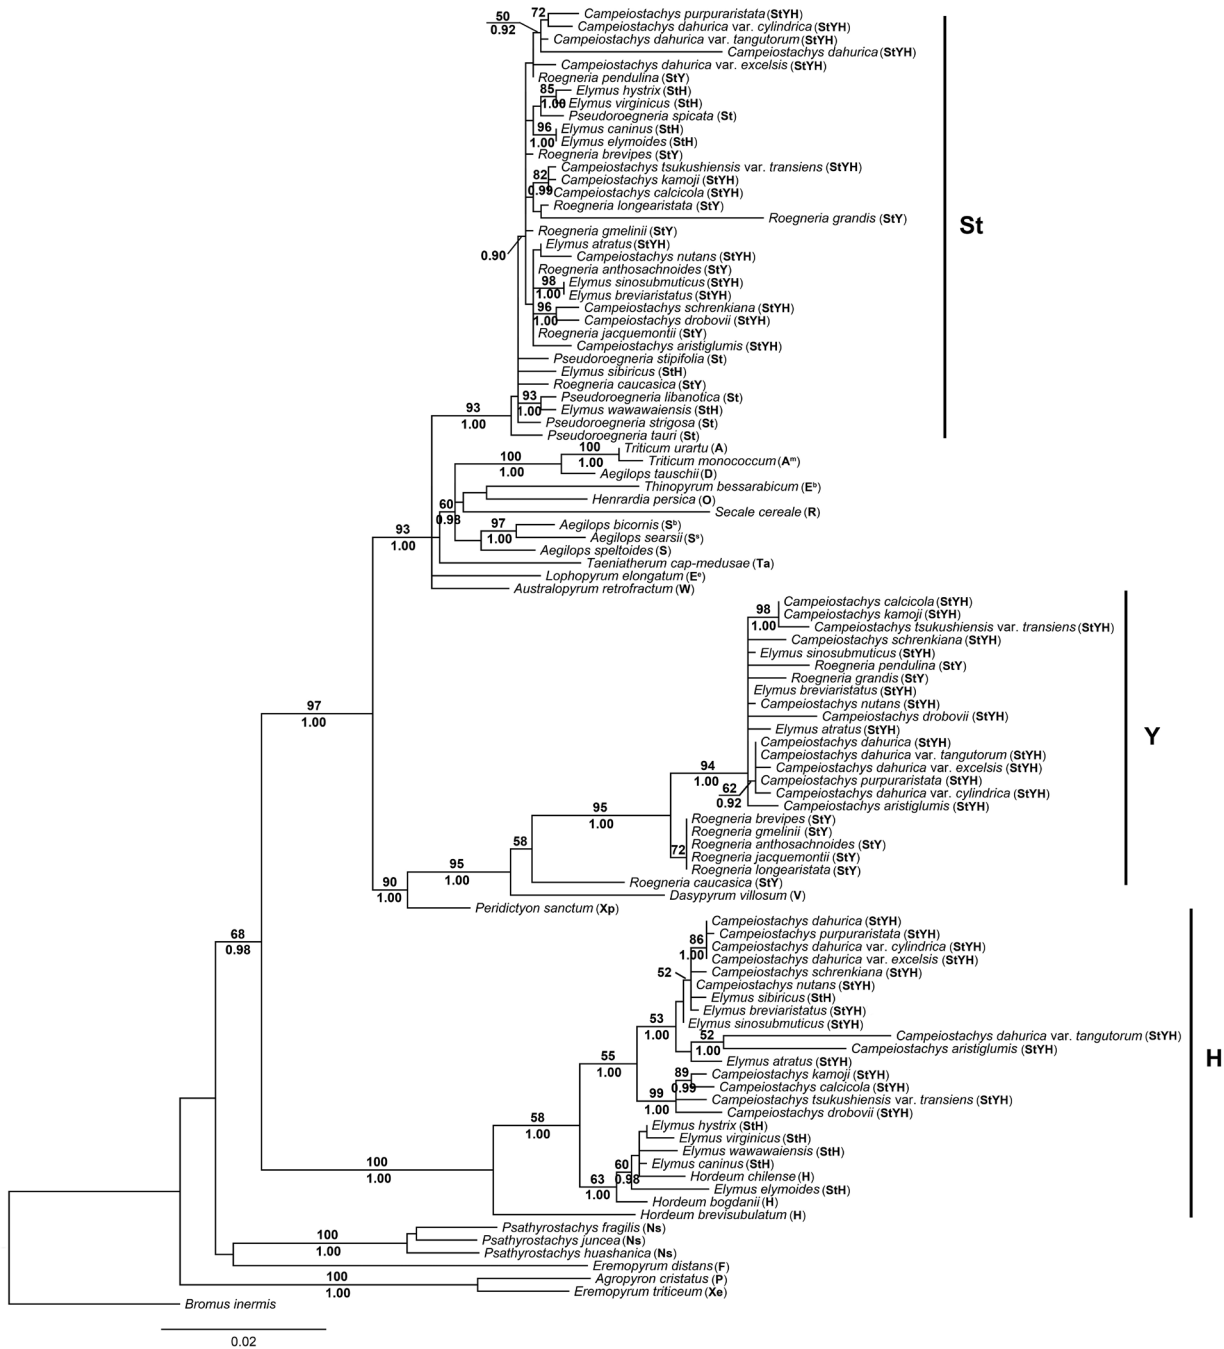 72 Campeiostachys purpuraristata (StYH)
50 Campeiostachys dahurica var. cylindrica (StYH)
0.92 Campeiostachys dahurica var. tangutorum (StYH)
Campeiostachys dahurica (StYH)
Campeiostachys dahurica var. excelsis (StYH)
Roegneria pendulina (StY)
85 Elymus hystrix (StH)
1.00 Elymus virginicus (StH)
Pseudoroegneria spicata (St)
96 Elymus caninus (StH)
1.00 Elymus elymoides (StH)
Roegneria brevipes (StY)
Campeiostachys tsukushiensis var. transiens (StYH)
82 Campeiostachys kamoji (StYH)
0.99 Campeiostachys calcicola (StYH)
Roegneria longearistata (StY)
Roegneria grandis (StY)
St
Roegneria gmelinii (StY)
Elymus atratus (StYH)
0.90 Campeiostachys nutans (StYH)
Roegneria anthosachnoides (StY)
98 Elymus sinosubmuticus (StYH)
1.00 Elymus breviaristatus (StYH)
96 Campeiostachys schrenkiana (StYH)
1.00 Campeiostachys drobovii (StYH)
Roegneria jacquemontii (StY)
Campeiostachys aristiglumis (StYH)
Pseudoroegneria stipifolia (St)
Elymus sibiricus (StH)
Roegneria caucasica (StY)
93 Pseudoroegneria libanotica (St)
93 1.00 Elymus wawawaiensis (StH)
1.00 Pseudoroegneria strigosa (St)
Pseudoroegneria tauri (St)
100 Triticum urartu (A)
100 1.00 Triticum monococcum (Aᵐ)
1.00 Aegilops tauschii (D)
Thinopyrum bessarabicum (Eᵇ)
60 Henrardia persica (O)
0.98 Secale cereale (R)
97 Aegilops bicornis (Sᵇ)
93 1.00 Aegilops searsii (Sˢ)
1.00 Aegilops speltoides (S)
Taeniatherum cap-medusae (Ta)
Lophopyrum elongatum (Eᵉ)
Australopyrum retrofractum (W)
98 Campeiostachys calcicola (StYH)
Campeiostachys kamoji (StYH)
1.00 Campeiostachys tsukushiensis var. transiens (StYH)
Campeiostachys schrenkiana (StYH)
Elymus sinosubmuticus (StYH)
Roegneria pendulina (StY)
Roegneria grandis (StY)
Elymus breviaristatus (StYH)
97 Campeiostachys nutans (StYH)
1.00 Campeiostachys drobovii (StYH)
Elymus atratus (StYH)
Y
Campeiostachys dahurica (StYH)
Campeiostachys dahurica var. tangutorum (StYH)
94 Campeiostachys dahurica var. excelsis (StYH)
1.00 Campeiostachys purpuraristata (StYH)
62 Campeiostachys dahurica var. cylindrica (StYH)
0.92 Campeiostachys aristiglumis (StYH)
95 Roegneria brevipes (StY)
1.00 Roegneria gmelinii (StY)
58 Roegneria anthosachnoides (StY)
72 Roegneria jacquemontii (StY)
95 Roegneria longearistata (StY)
90 1.00 Roegneria caucasica (StY)
1.00 Dasypyrum villosum (V)
Peridictyon sanctum (Xp)
Campeiostachys dahurica (StYH)
68 86 Campeiostachys purpuraristata (StYH)
0.98 1.00 Campeiostachys dahurica var. cylindrica (StYH)
Campeiostachys dahurica var. excelsis (StYH)
52 Campeiostachys schrenkiana (StYH)
Campeiostachys nutans (StYH)
Elymus sibiricus (StH)
Elymus breviaristatus (StYH)
53 Elymus sinosubmuticus (StYH)
1.00 52 Campeiostachys dahurica var. tangutorum (StYH)
1.00 Campeiostachys aristiglumis (StYH)
55 Elymus atratus (StYH)
H
1.00 89 Campeiostachys kamoji (StYH)
0.99 Campeiostachys calcicola (StYH)
99 Campeiostachys tsukushiensis var. transiens (StYH)
1.00 Campeiostachys drobovii (StYH)
58 Elymus hystrix (StH)
1.00 Elymus virginicus (StH)
Elymus wawawaiensis (StH)
100 60 Elymus caninus (StH)
1.00 63 0.98 Hordeum chilense (H)
1.00 Elymus elymoides (StH)
Hordeum bogdanii (H)
Hordeum brevisubulatum (H)
Psathyrostachys fragilis (Ns)
100 Psathyrostachys juncea (Ns)
1.00 Psathyrostachys huashanica (Ns)
Eremopyrum distans (F)
100 Agropyron cristatus (P)
1.00 Eremopyrum triticeum (Xe)
Bromus inermis
0.02